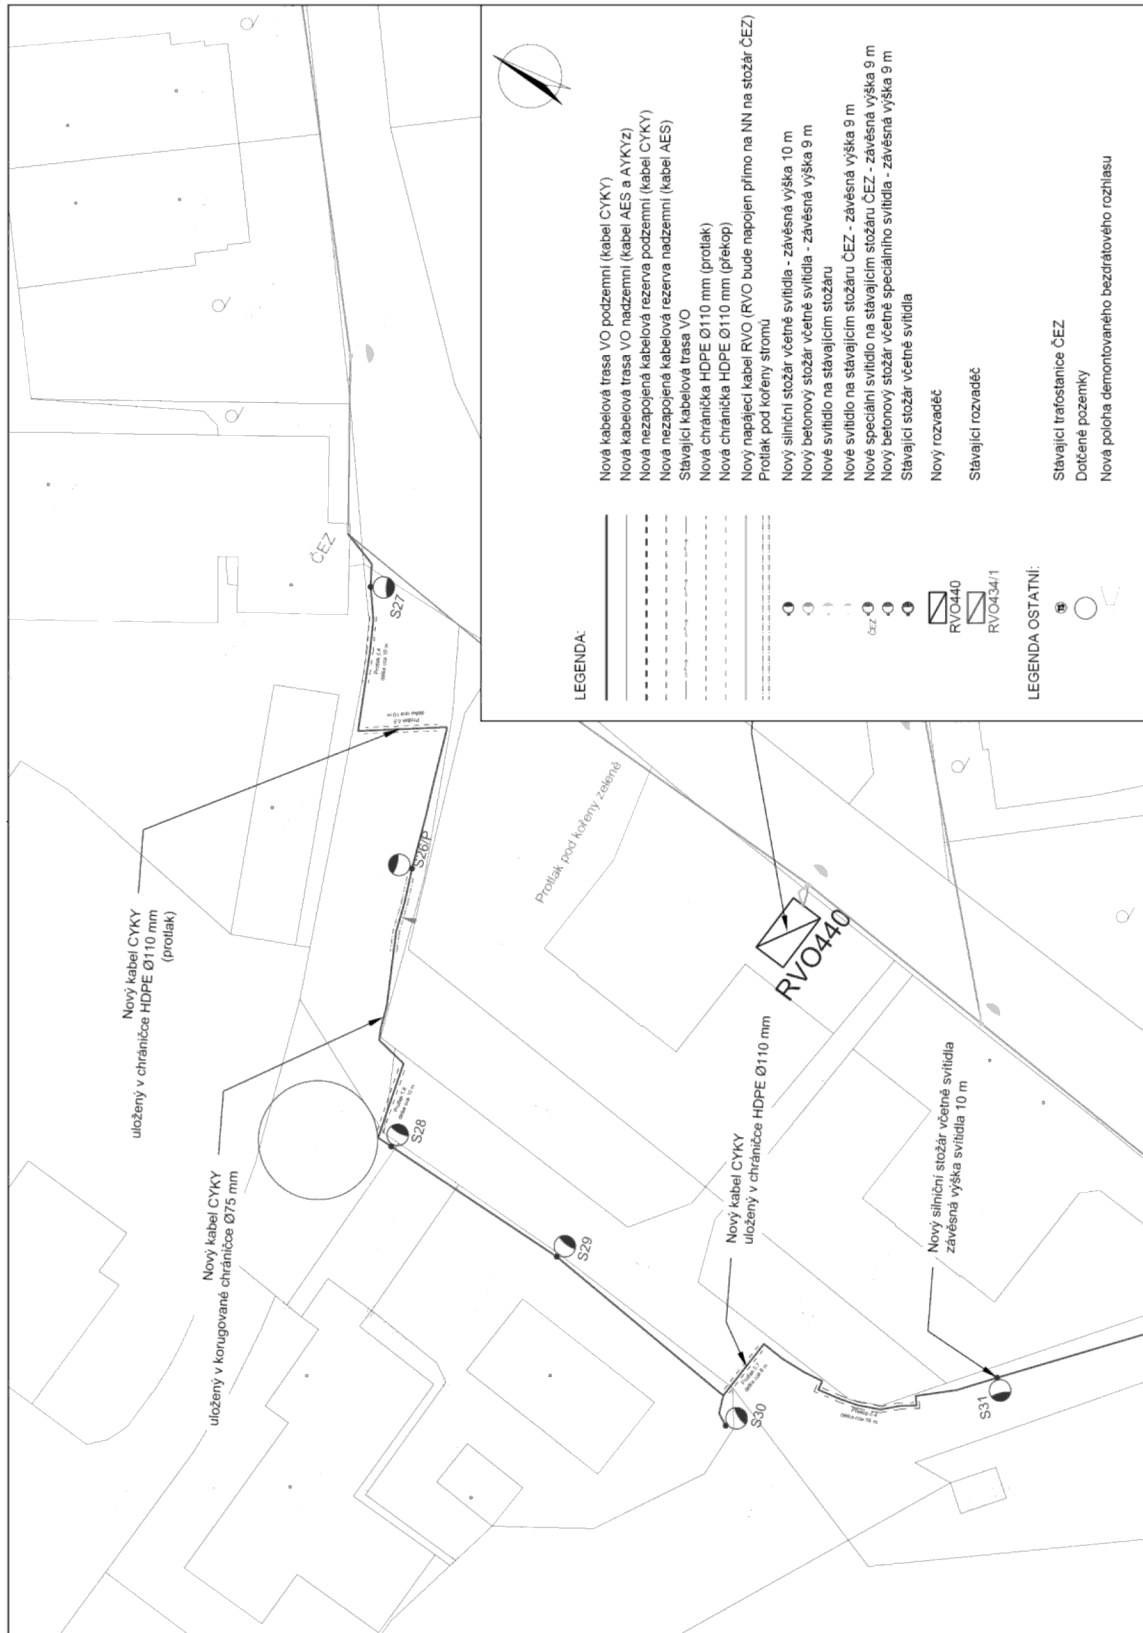 LEGENDA:
Nová kabelová trasa VO podzemní (kabel CYKY)
Nová kabelová trasa VO nadzemní (kabel AES a AYKYz)
Nová nezapojená kabelová rezerva podzemní (kabel CYKY)
Nová nezapojená kabelová rezerva nadzemní (kabel AES)
Stávající kabelová trasa VO
Nová chránička HDPE Ø110 mm (protlak)
Nová chránička HDPE Ø110 mm (překop)
Nový napájecí kabel RVO (RVO bude napojen přímo na NN na stožár ČEZ)
Protlak pod kořeny stromů
Nový silniční stožár včetně svítidla - závěsná výška 10 m
Nový betonový stožár včetně svítidla - závěsná výška 9 m
Nové svítidlo na stávajícím stožáru
Nové svítidlo na stávajícím stožáru ČEZ - závěsná výška 9 m
ČEZ
Nové speciální svítidlo na stávajícím stožáru ČEZ - závěsná výška 9 m
Nový betonový stožár včetně speciálního svítidla - závěsná výška 9 m
Stávající stožár včetně svítidla
RVO440
Nový rozvaděč
RVO434/1
Stávající rozvaděč
LEGENDA OSTATNÍ:
Stávající trafostanice ČEZ
Dotčené pozemky
Nová poloha demontovaného bezdrátového rozhlasu
Nový kabel CYKY
uložený v chráničce HDPE Ø110 mm
(protlak)
Nový kabel CYKY
uložený v korugované chráničce Ø75 mm
ČEZ
S27
S26/P
S28
S29
S30
S31
Protlak pod kořeny zelené
RVO440
Nový kabel CYKY
uložený v chráničce HDPE Ø110 mm
Nový silniční stožár včetně svítidla
závěsná výška svítidla 10 m